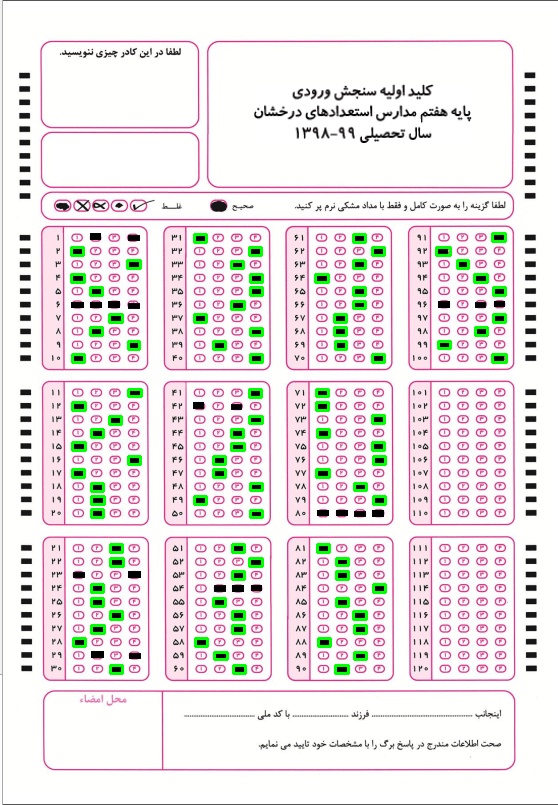 لطفا در این کادر چیزی ننویسید.
کلید اولیه سنجش ورودی
پایه هفتم مدارس استعدادهای درخشان
سال تحصیلی ۹۹-۱۳۹۸
لطفا گزینه را به صورت کامل و فقط با مداد مشکی نرم پر کنید. صحیح غلــط
۱ ۳۱ ۶۱ ۹۱
۲ ۳۲ ۶۲ ۹۲
۳ ۳۳ ۶۳ ۹۳
۴ ۳۴ ۶۴ ۹۴
۵ ۳۵ ۶۵ ۹۵
۶ ۳۶ ۶۶ ۹۶
۷ ۳۷ ۶۷ ۹۷
۸ ۳۸ ۶۸ ۹۸
۹ ۳۹ ۶۹ ۹۹
۱۰ ۴۰ ۷۰ ۱۰۰
۱۱ ۴۱ ۷۱ ۱۰۱
۱۲ ۴۲ ۷۲ ۱۰۲
۱۳ ۴۳ ۷۳ ۱۰۳
۱۴ ۴۴ ۷۴ ۱۰۴
۱۵ ۴۵ ۷۵ ۱۰۵
۱۶ ۴۶ ۷۶ ۱۰۶
۱۷ ۴۷ ۷۷ ۱۰۷
۱۸ ۴۸ ۷۸ ۱۰۸
۱۹ ۴۹ ۷۹ ۱۰۹
۲۰ ۵۰ ۸۰ ۱۱۰
۲۱ ۵۱ ۸۱ ۱۱۱
۲۲ ۵۲ ۸۲ ۱۱۲
۲۳ ۵۳ ۸۳ ۱۱۳
۲۴ ۵۴ ۸۴ ۱۱۴
۲۵ ۵۵ ۸۵ ۱۱۵
۲۶ ۵۶ ۸۶ ۱۱۶
۲۷ ۵۷ ۸۷ ۱۱۷
۲۸ ۵۸ ۸۸ ۱۱۸
۲۹ ۵۹ ۸۹ ۱۱۹
۳۰ ۶۰ ۹۰ ۱۲۰
محل امضاء
اینجانب ........................ فرزند ................ با کد ملی ....................
صحت اطلاعات مندرج در پاسخ برگ را با مشخصات خود تایید می نمایم.